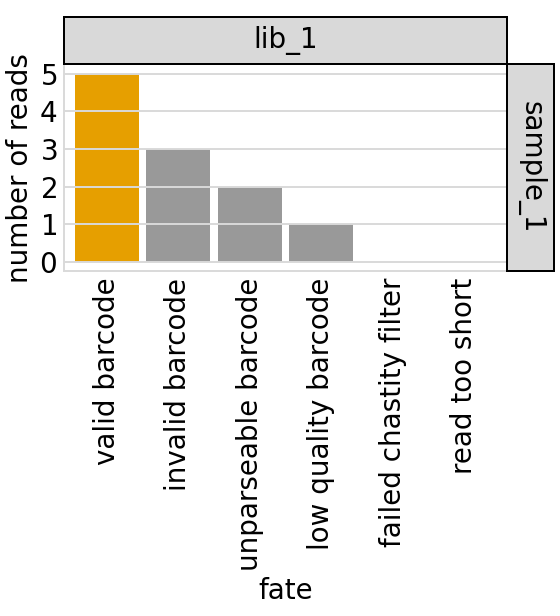 lib_1
sample_1
number of reads
5
4
3
2
1
0
valid barcode
invalid barcode
unparseable barcode
low quality barcode
failed chastity filter
read too short
fate